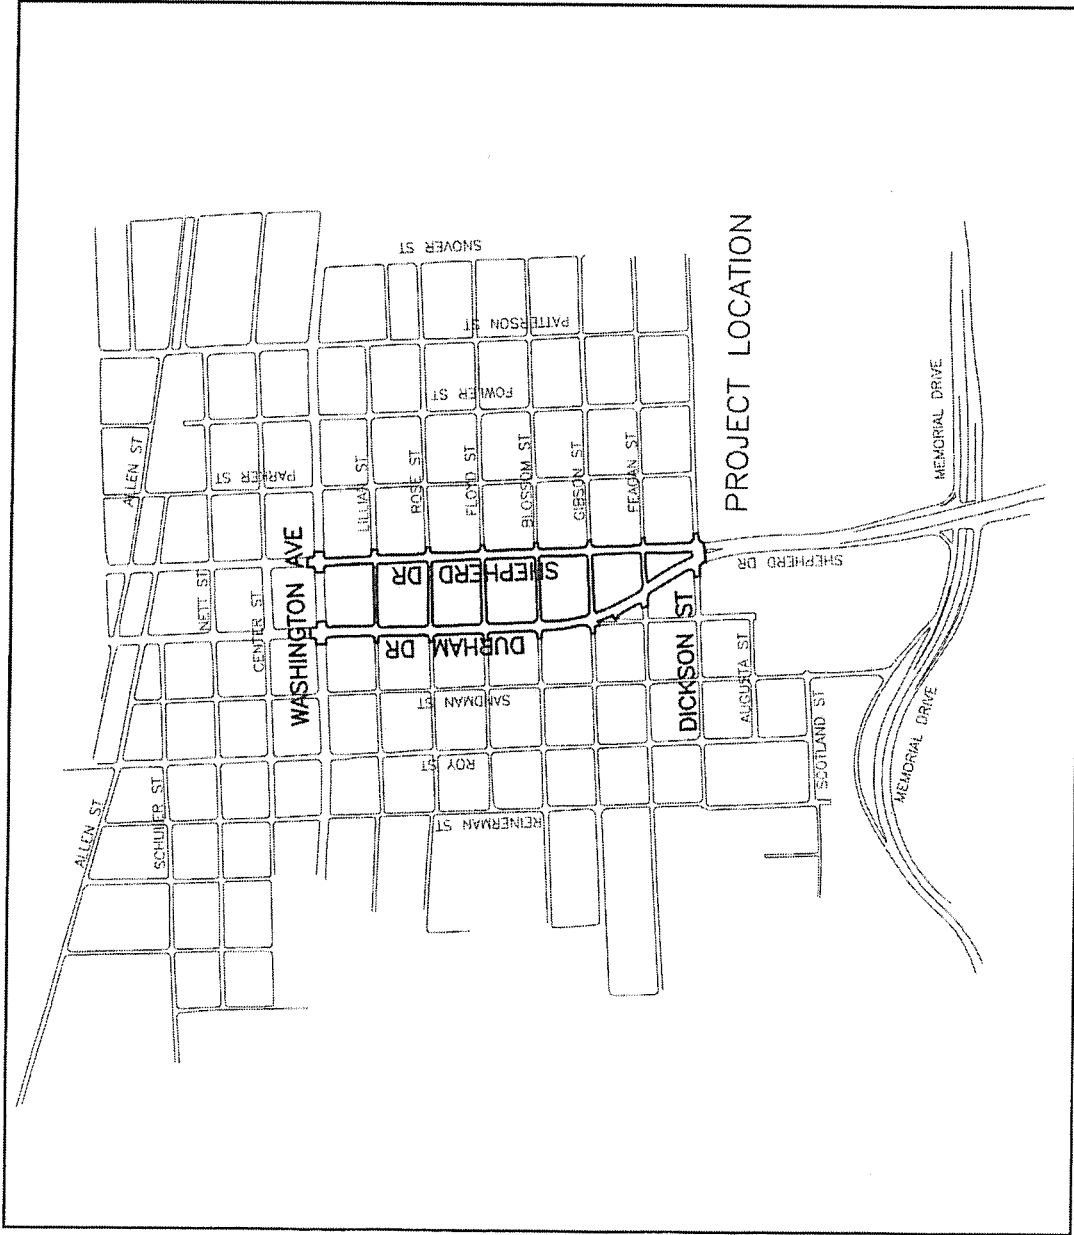 SNOVER ST
PATTERSON ST
FOWLER ST
PARKER ST
ALLEN ST
LILLIAN ST
ROSE ST
FLOYD ST
BLOSSOM ST
GIBSON ST
FEAGAN ST
PROJECT LOCATION
MEMORIAL DRIVE
NETT ST
CENTER ST
WASHINGTON AVE
SHEPHERD DR
DURHAM DR
DICKSON ST
SHEPHERD DR
SANDMAN ST
AUGUSTA ST
ROY ST
SCOTLAND ST
MEMORIAL DRIVE
ALLEN ST
SCHULER ST
REINERMAN ST